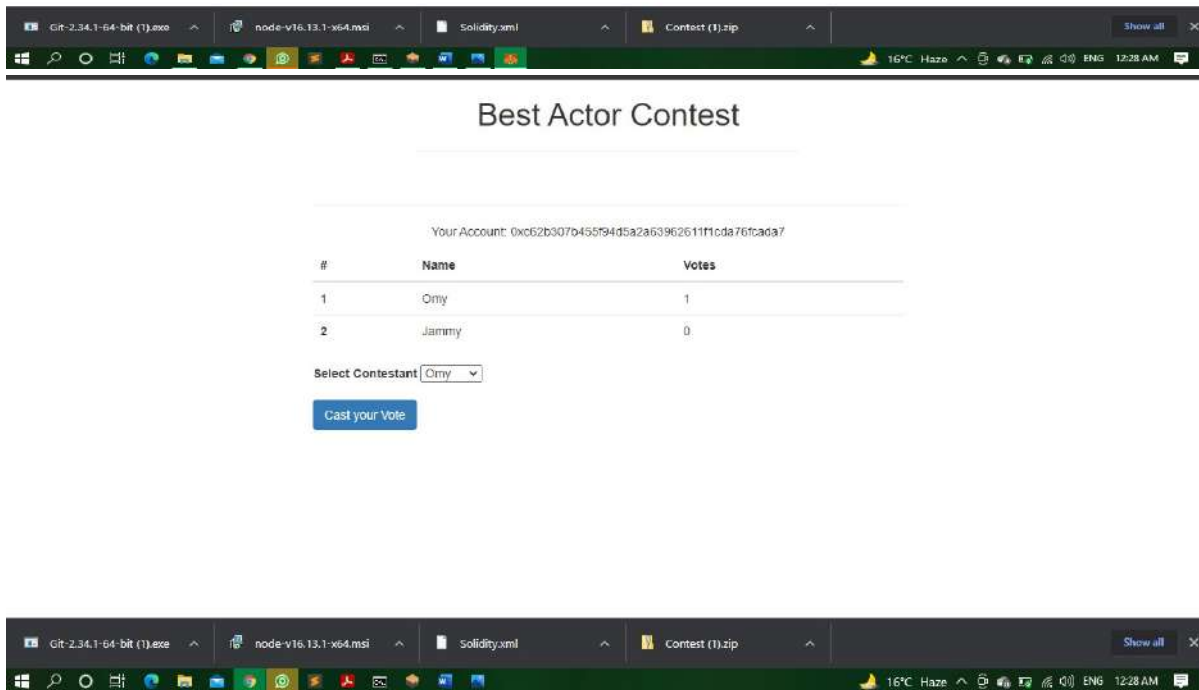 Git-2.34.1-64-bit (1).exe node-v16.13.1-x64.msi Solidity.xml Contest (1).zip Show all
16°C Haze ENG 12:28 AM
Best Actor Contest
Your Account: 0xc62b307b455f94d5a2a63962611f1cda76fcada7
# Name Votes
1 Omy 1
2 Jammy 0
Select Contestant Omy
Cast your Vote
Git-2.34.1-64-bit (1).exe node-v16.13.1-x64.msi Solidity.xml Contest (1).zip Show all
16°C Haze ENG 12:28 AM